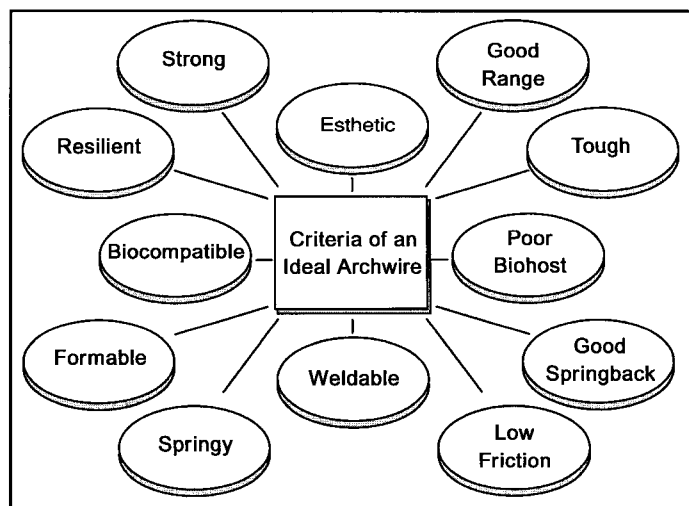 Strong
Good
Range
Esthetic
Resilient
Tough
Biocompatible
Criteria of an
Ideal Archwire
Poor
Biohost
Formable
Weldable
Good
Springback
Springy
Low
Friction